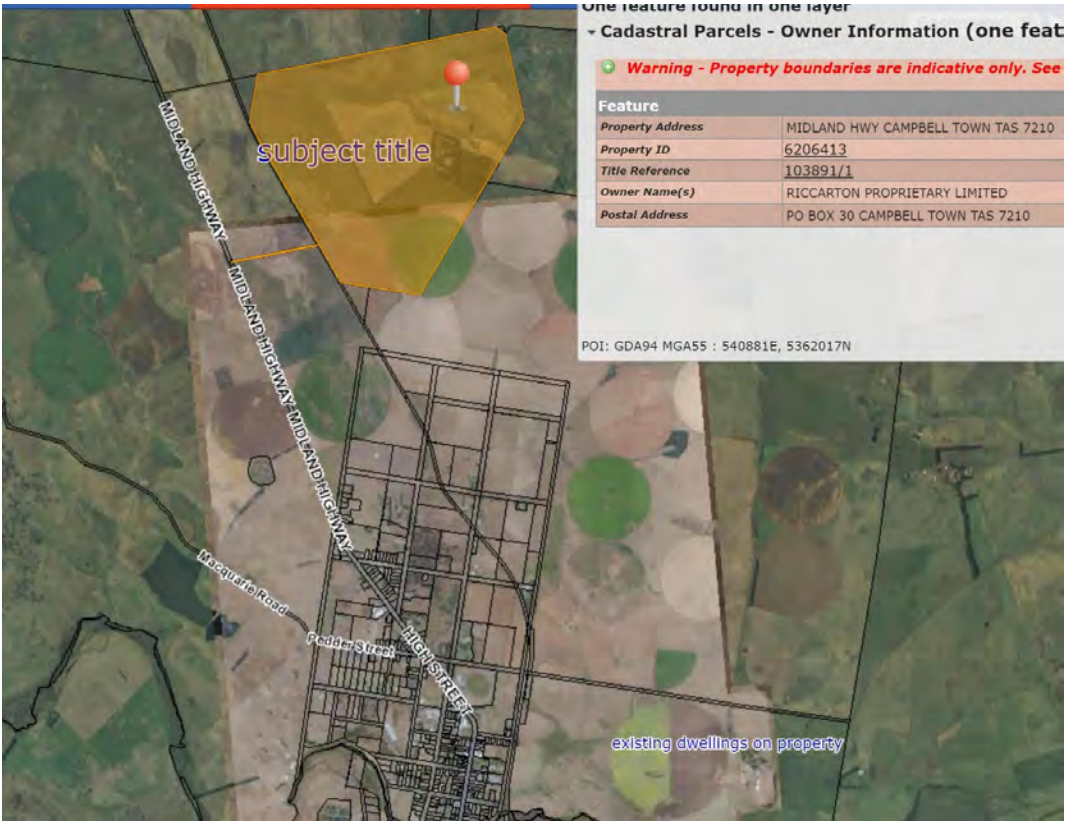 One feature found in one layer
Cadastral Parcels - Owner Information (one feat
Warning - Property boundaries are indicative only. See
Feature
Property Address MIDLAND HWY CAMPBELL TOWN TAS 7210
Property ID 6206413
Title Reference 103891/1
Owner Name(s) RICCARTON PROPRIETARY LIMITED
Postal Address PO BOX 30 CAMPBELL TOWN TAS 7210
POI: GDA94 MGA55 : 540881E, 5362017N
subject title
MIDLAND HIGHWAY
MIDLAND HIGHWAY
MIDLAND HIGHWAY
Macquarie Road
Pedder Street
HIGH STREET
existing dwellings on property